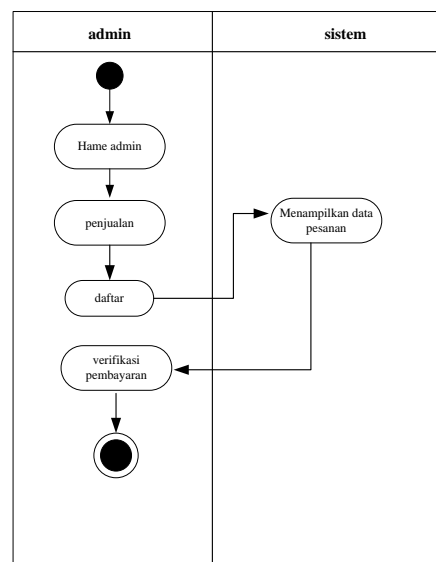 admin
sistem
Hame admin
penjualan
Menampilkan data
pesanan
daftar
verifikasi
pembayaran